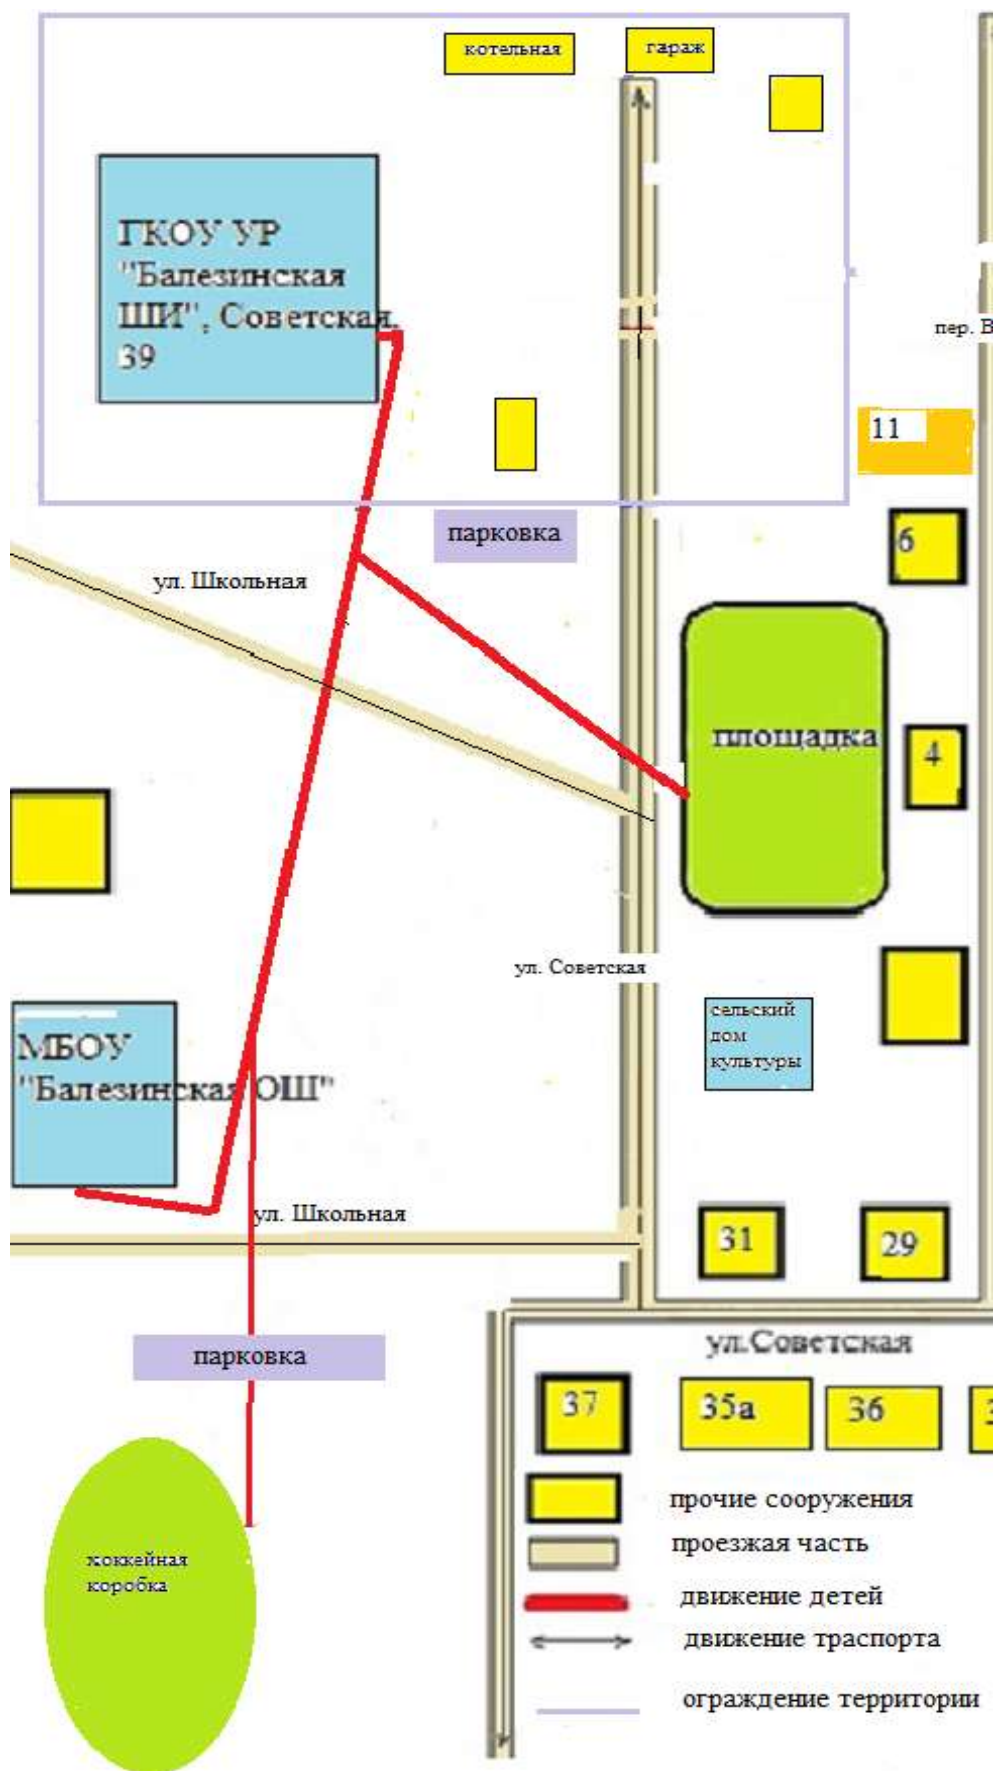 котельная
гараж
ГКОУ УР
"Балезинская
ШИ", Советская,
39
пер. В
11
парковка
6
ул. Школьная
площадка
4
ул. Советская
сельский
дом
культуры
МБОУ
"Балезинская ОШ"
ул. Школьная
31
29
парковка
ул.Советская
37
35а
36
3
прочие сооружения
проезжая часть
хоккейная
коробка
движение детей
движение траспорта
ограждение территории